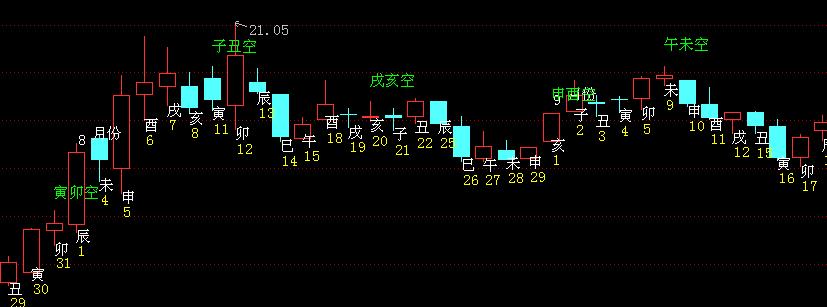 21.05
子丑空
戌亥空
午未空
申酉空
9月份
8月份
寅卯空
丑
29
寅
30
卯
31
辰
1
未
4
申
5
酉
6
戌
7
亥
8
寅
11
卯
12
辰
13
巳
14
午
15
酉
18
戌
19
亥
20
子
21
丑
22
辰
25
巳
26
午
27
未
28
申
29
亥
1
子
2
丑
3
寅
4
卯
5
未
9
申
10
酉
11
戌
12
丑
15
寅
16
卯
17